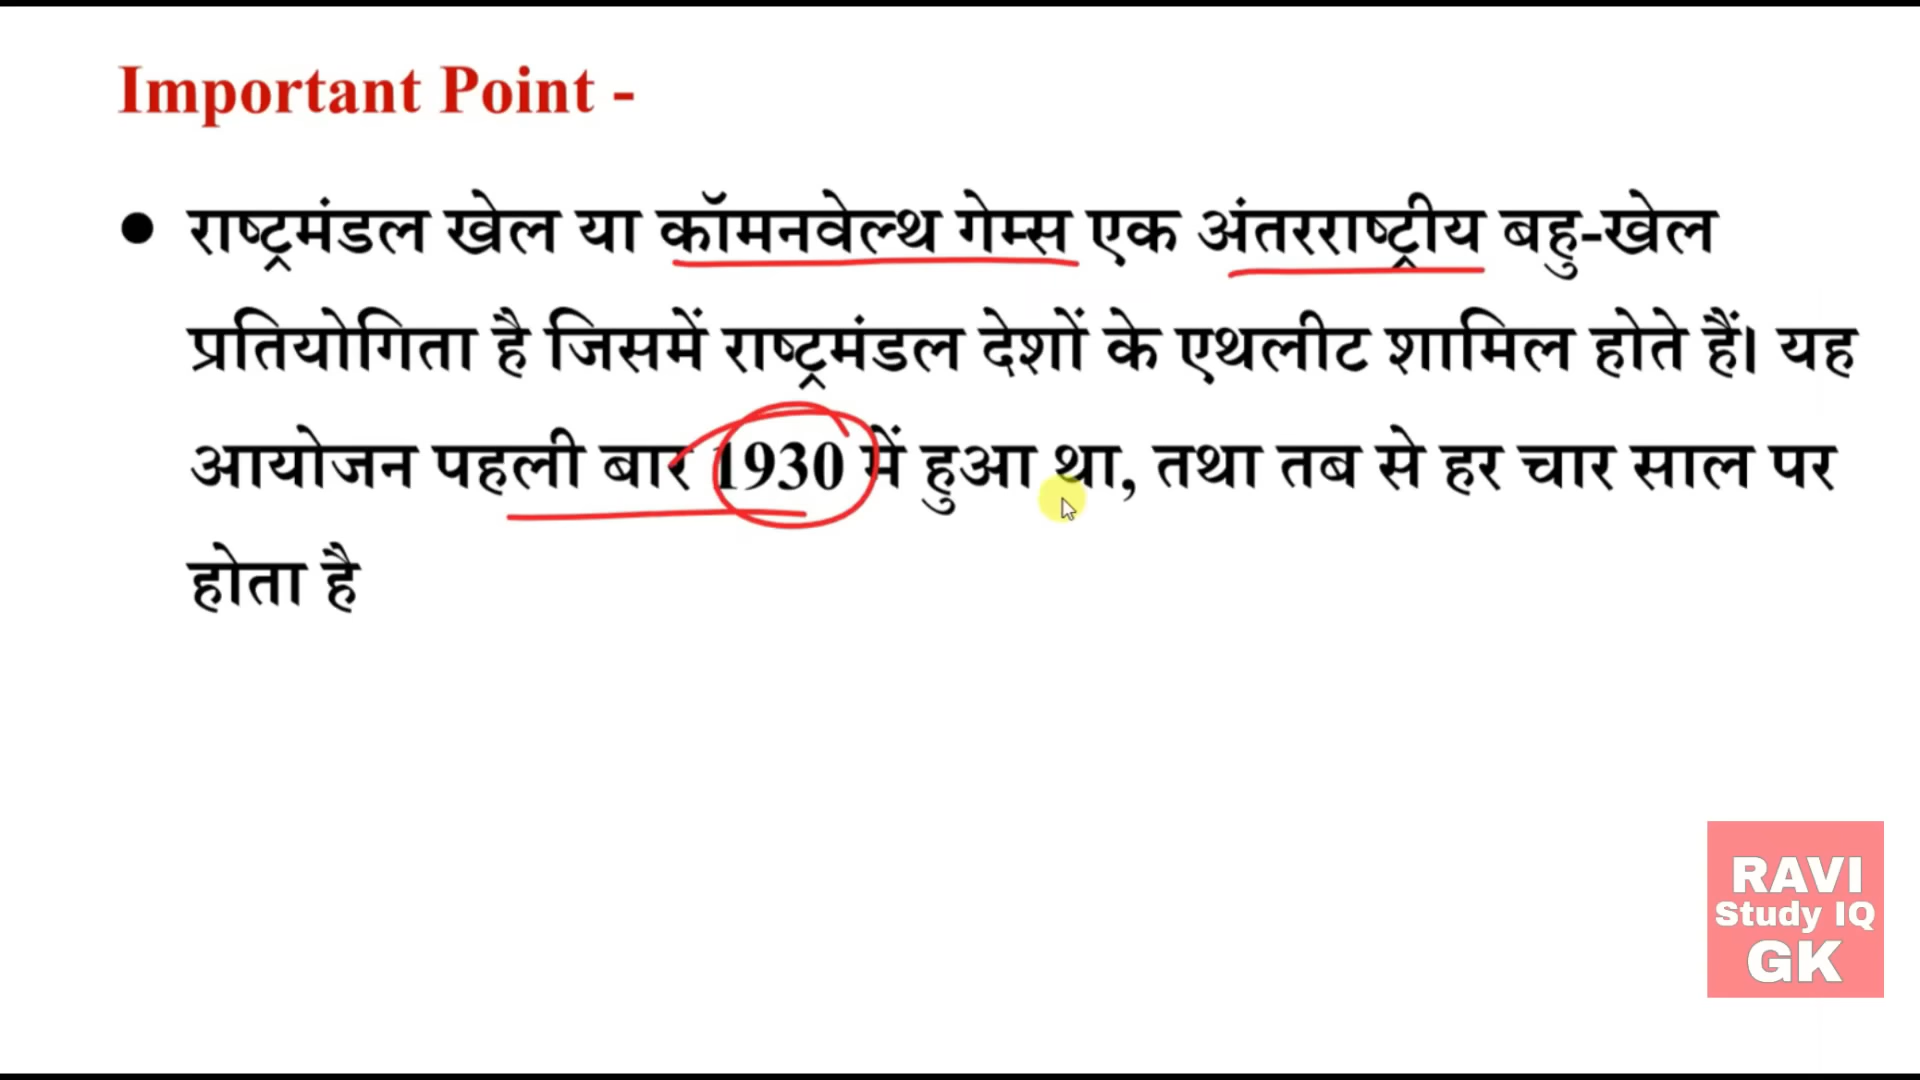 Important Point -
● राष्ट्रमंडल खेल या कॉमनवेल्थ गेम्स एक अंतरराष्ट्रीय बहु-खेल
प्रतियोगिता है जिसमें राष्ट्रमंडल देशों के एथलीट शामिल होते हैं। यह
आयोजन पहली बार 1930 में हुआ था, तथा तब से हर चार साल पर
होता है
RAVI
Study IQ
GK